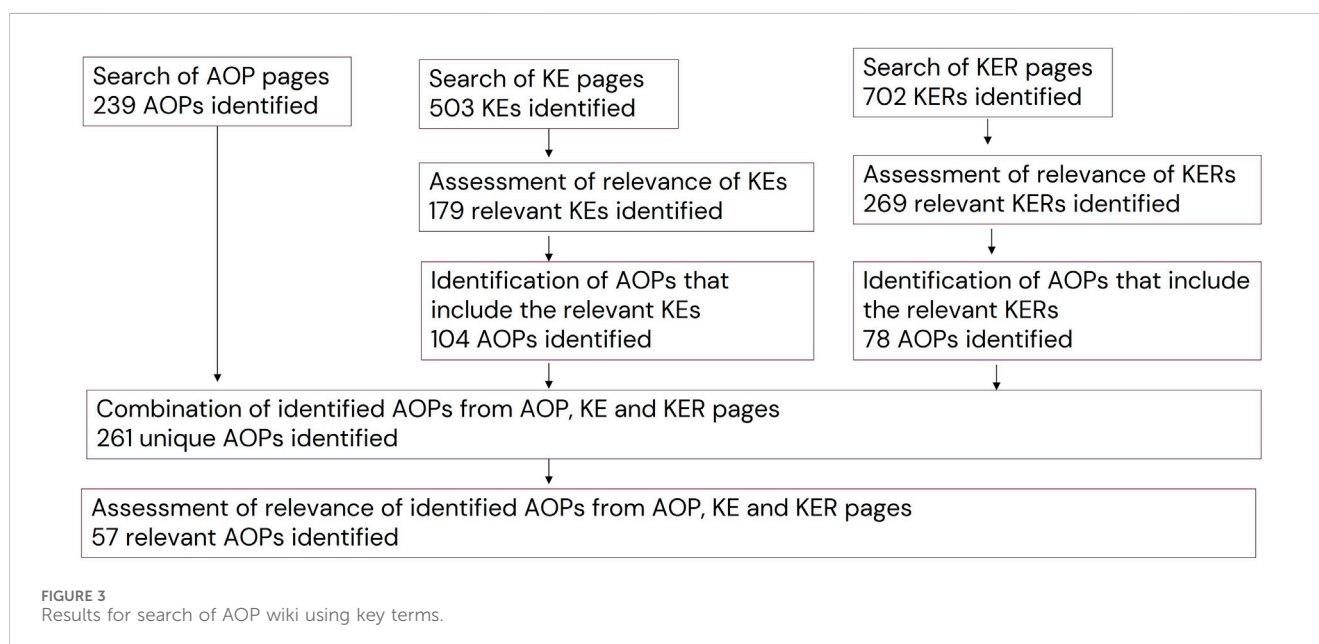 Search of AOP pages
239 AOPs identified
Search of KE pages
503 KEs identified
Search of KER pages
702 KERs identified
Assessment of relevance of KEs
179 relevant KEs identified
Assessment of relevance of KERs
269 relevant KERs identified
Identification of AOPs that
include the relevant KEs
104 AOPs identified
Identification of AOPs that include
the relevant KERs
78 AOPs identified
Combination of identified AOPs from AOP, KE and KER pages
261 unique AOPs identified
Assessment of relevance of identified AOPs from AOP, KE and KER pages
57 relevant AOPs identified
FIGURE 3
Results for search of AOP wiki using key terms.